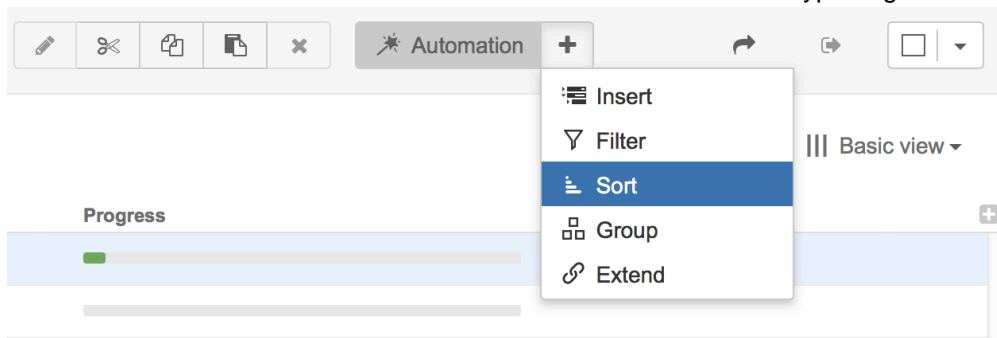 Automation
Insert
Filter
Basic view
Sort
Progress
Group
Extend